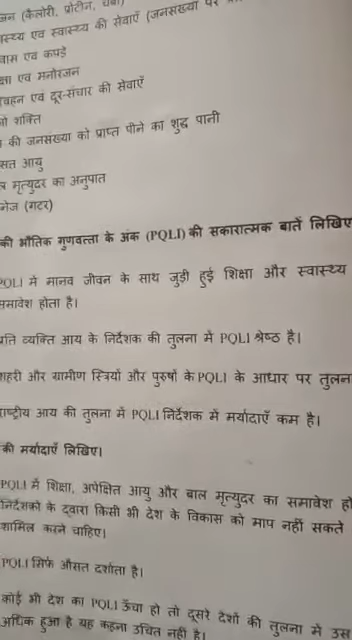 जन (कैलोरी, प्रोटीन, चर्बी)
स्थ्य एवं स्वास्थ्य की सेवाएँ (जनसंख्या पर
वास एवं कपड़े
क्षा एवं मनोरंजन
वहन एवं दूर-संचार की सेवाएँ
र्जा शक्ति
की जनसंख्या को प्राप्त पीने का शुद्ध पानी
सत आयु
मृत्युदर का अनुपात
नेज (गटर)
की भौतिक गुणवत्ता के अंक (PQLI) की सकारात्मक बातें लिखिए
PQLI में मानव जीवन के साथ जुड़ी हुई शिक्षा और स्वास्थ्य
समावेश होता है।
प्रति व्यक्ति आय के निर्देशक की तुलना में PQLI श्रेष्ठ है।
शहरी और ग्रामीण स्त्रियों और पुरुषों के PQLI के आधार पर तुलन
राष्ट्रीय आय की तुलना में PQLI निर्देशक में मर्यादाएँ कम है।
की मर्यादाएँ लिखिए।
PQLI में शिक्षा, अपेक्षित आयु और बाल मृत्युदर का समावेश हो
निर्देशकों के द्वारा किसी भी देश के विकास को माप नहीं सकते
शामिल करने चाहिए।
PQLI सिर्फ औसत दर्शाता है।
कोई भी देश का PQLI ऊँचा हो तो दूसरे देशों की तुलना में उस
अधिक हुआ है यह कहना उचित नहीं है।